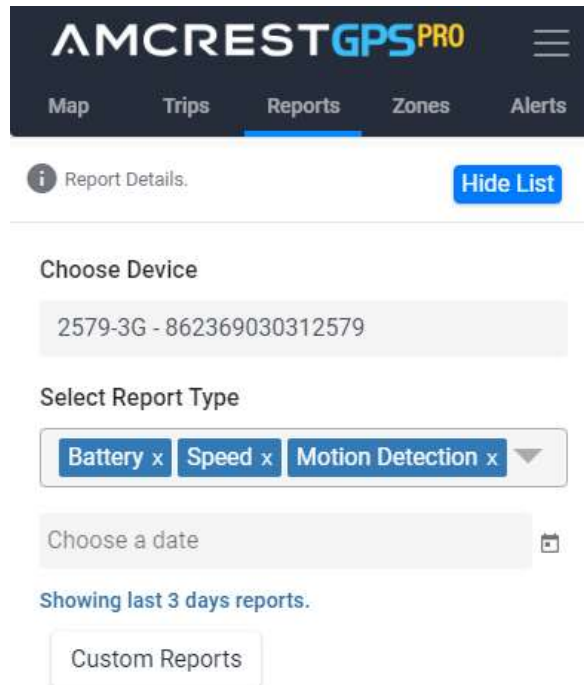 AMCRESTGPSPRO
Map Trips Reports Zones Alerts
i Report Details. Hide List
Choose Device
2579-3G - 862369030312579
Select Report Type
Battery x Speed x Motion Detection x
Choose a date
Showing last 3 days reports.
Custom Reports